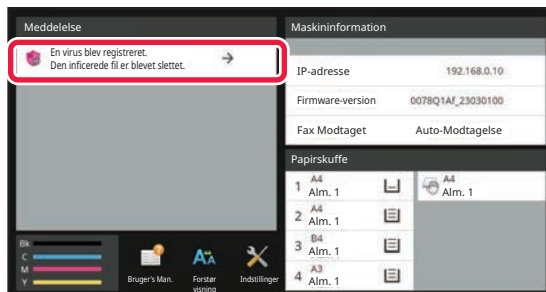 Meddelelse
En virus blev registreret.
Den inficerede fil er blevet slettet.
Maskininformation
IP-adresse 192.168.0.10
Firmware-version 0078Q1Af_23030100
Fax Modtaget Auto-Modtagelse
Papirskuffe
1 A4
Alm. 1
A4
Alm. 1
2 A4
Alm. 1
3 B4
Alm. 1
4 A3
Alm. 1
Bk
C
M
Y
Bruger's Man.
Forstør
visning
Indstillinger